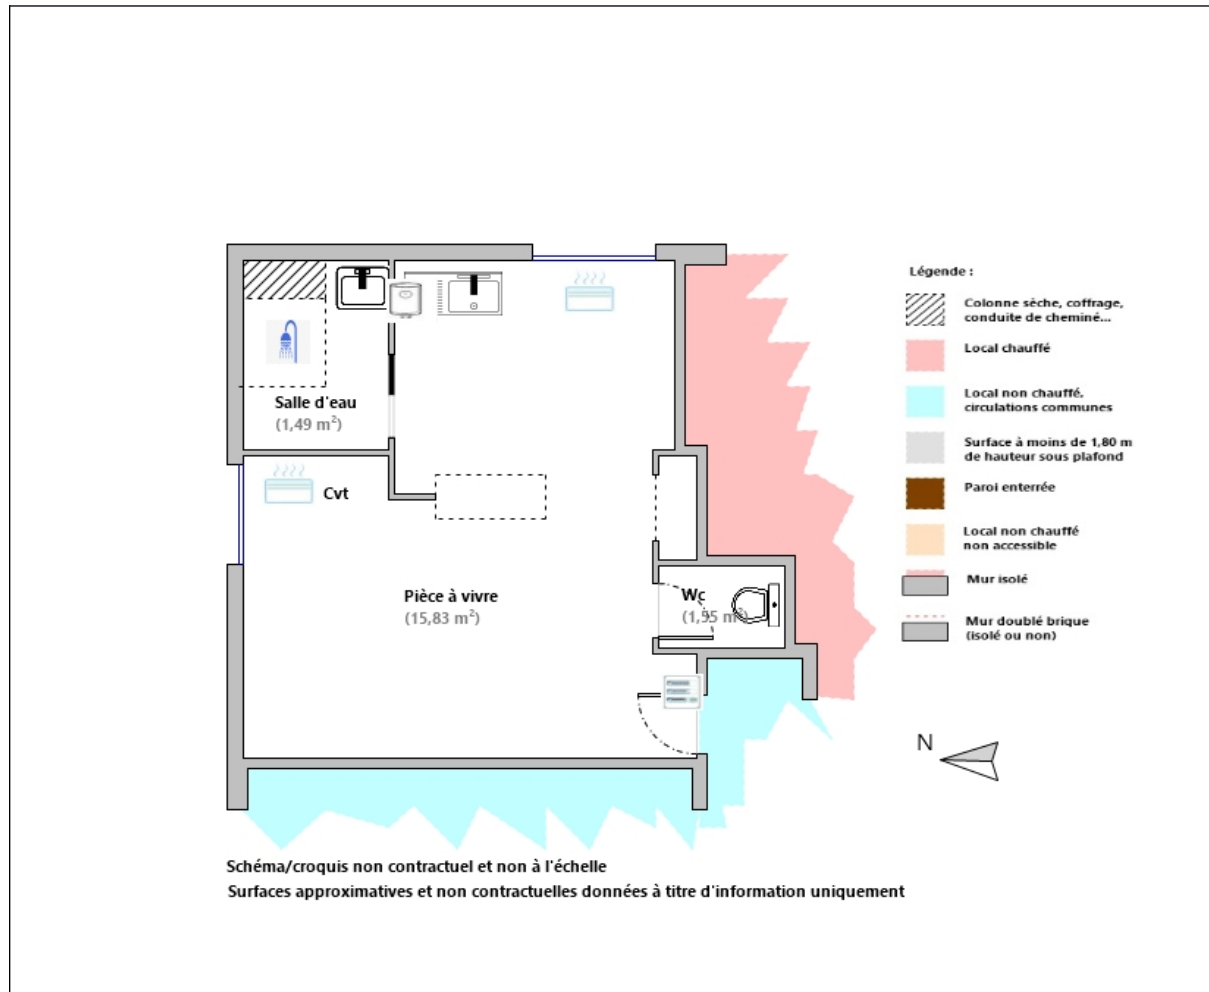 Légende :
Colonne sèche, coffrage,
conduite de cheminé...
Local chauffé
Local non chauffé,
circulations communes
Surface à moins de 1,80 m
de hauteur sous plafond
Paroi enterrée
Local non chauffé
non accessible
Mur isolé
Mur doublé brique
(isolé ou non)
Salle d'eau
(1,49 m²)
Cvt
Pièce à vivre
(15,83 m²)
Wc
(1,95 m²)
N
Schéma/croquis non contractuel et non à l'échelle
Surfaces approximatives et non contractuelles données à titre d'information uniquement